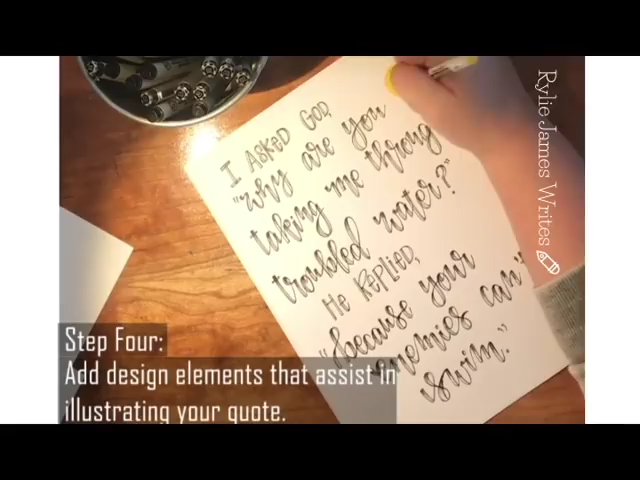 I ASKED GOD,
"Why are you
taking me throug
troubled water?"
HE REPLIED,
"because your
enemies can"
swim."
Rylie James Writes
Step Four:
Add design elements that assist in
illustrating your quote.